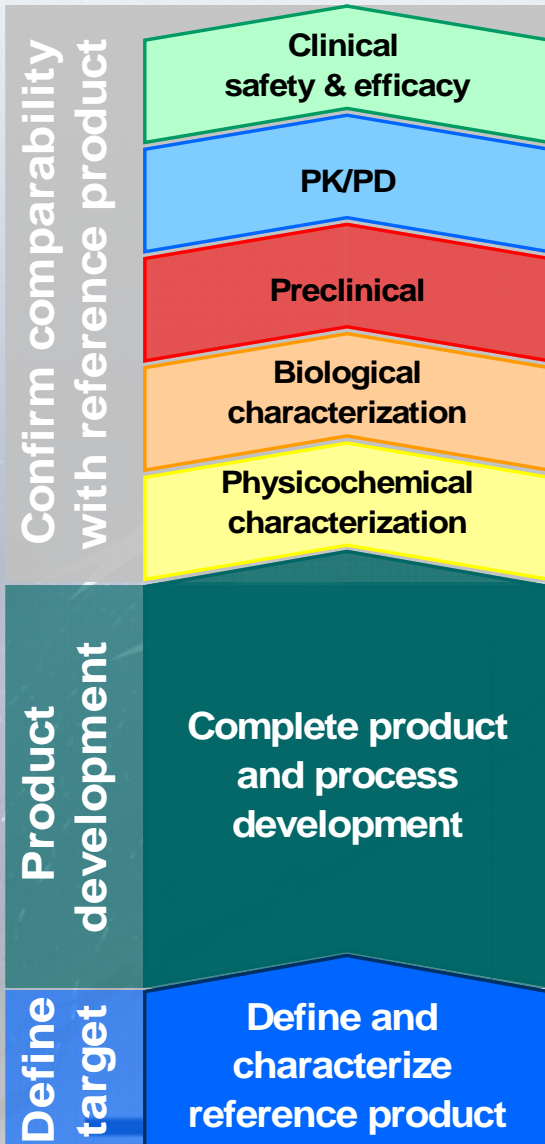 Confirm comparability
with reference product
Clinical
safety & efficacy
PK/PD
Preclinical
Biological
characterization
Physicochemical
characterization
Product
development
Complete product
and process
development
Define
target
Define and
characterize
reference product